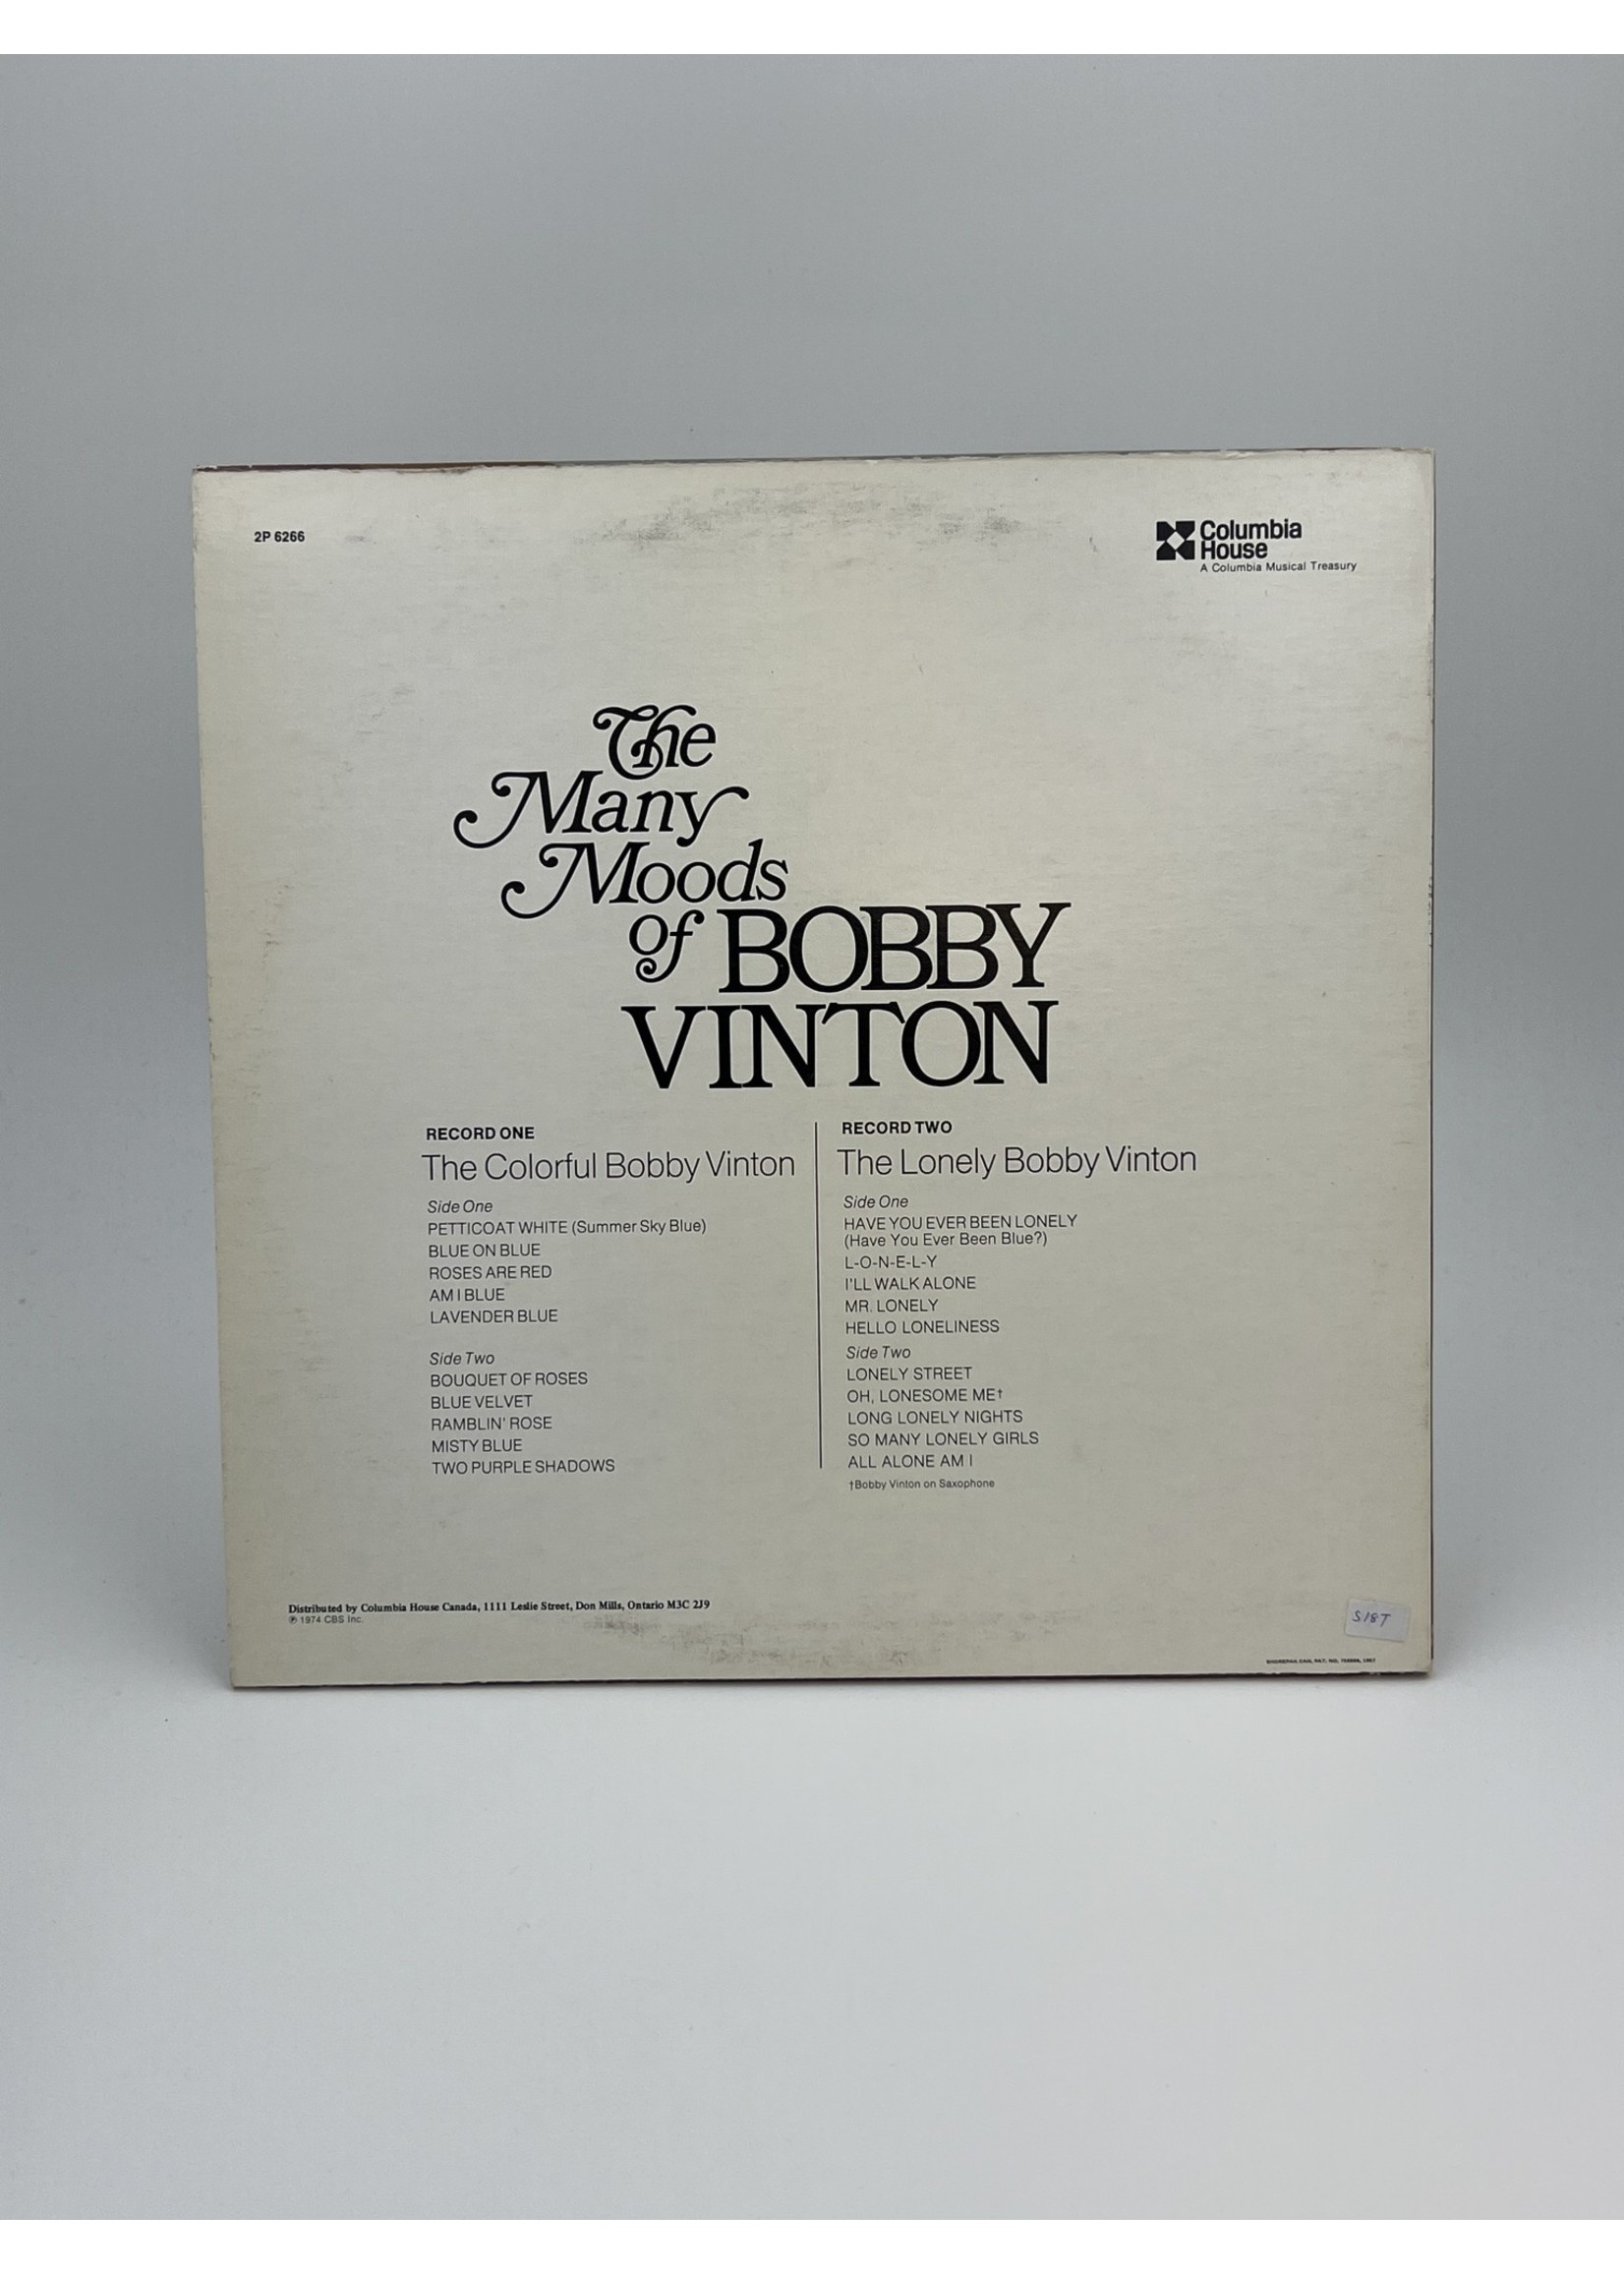 2P 6266
Columbia
House
A Columbia Musical Treasury
The
Many
Moods
of BOBBY
VINTON
RECORD ONE
The Colorful Bobby Vinton
Side One
PETTICOAT WHITE (Summer Sky Blue)
BLUE ON BLUE
ROSES ARE RED
AM I BLUE
LAVENDER BLUE
Side Two
BOUQUET OF ROSES
BLUE VELVET
RAMBLIN' ROSE
MISTY BLUE
TWO PURPLE SHADOWS
RECORD TWO
The Lonely Bobby Vinton
Side One
HAVE YOU EVER BEEN LONELY
(Have You Ever Been Blue?)
L-O-N-E-L-Y
I'LL WALK ALONE
MR. LONELY
HELLO LONELINESS
Side Two
LONELY STREET
OH, LONESOME ME†
LONG LONELY NIGHTS
SO MANY LONELY GIRLS
ALL ALONE AM I
†Bobby Vinton on Saxophone
Distributed by Columbia House Canada, 1111 Leslie Street, Don Mills, Ontario M3C 2J9
℗ 1974 CBS Inc.
S18T
PAT. NO.